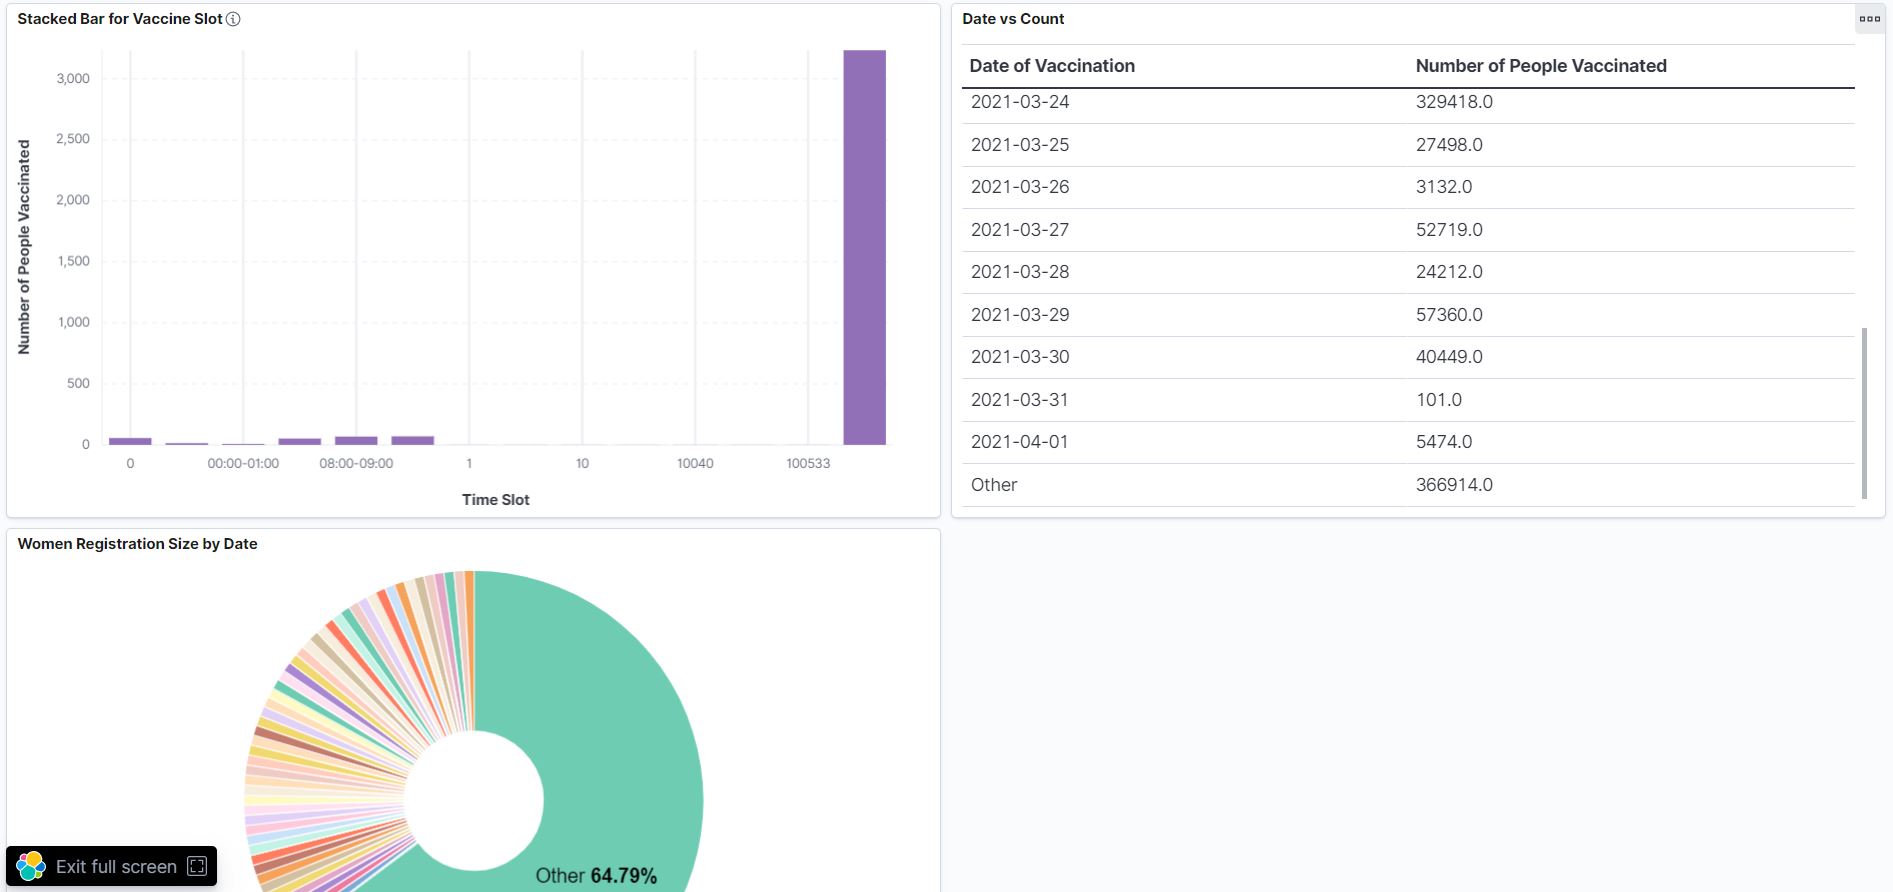 Stacked Bar for Vaccine Slot
Number of People Vaccinated
3,000
2,500
2,000
1,500
1,000
500
0
0 00:00-01:00 08:00-09:00 1 10 10040 100533
Time Slot
Date vs Count
Date of Vaccination Number of People Vaccinated
2021-03-24 329418.0
2021-03-25 27498.0
2021-03-26 3132.0
2021-03-27 52719.0
2021-03-28 24212.0
2021-03-29 57360.0
2021-03-30 40449.0
2021-03-31 101.0
2021-04-01 5474.0
Other 366914.0
Women Registration Size by Date
Other 64.79%
Exit full screen